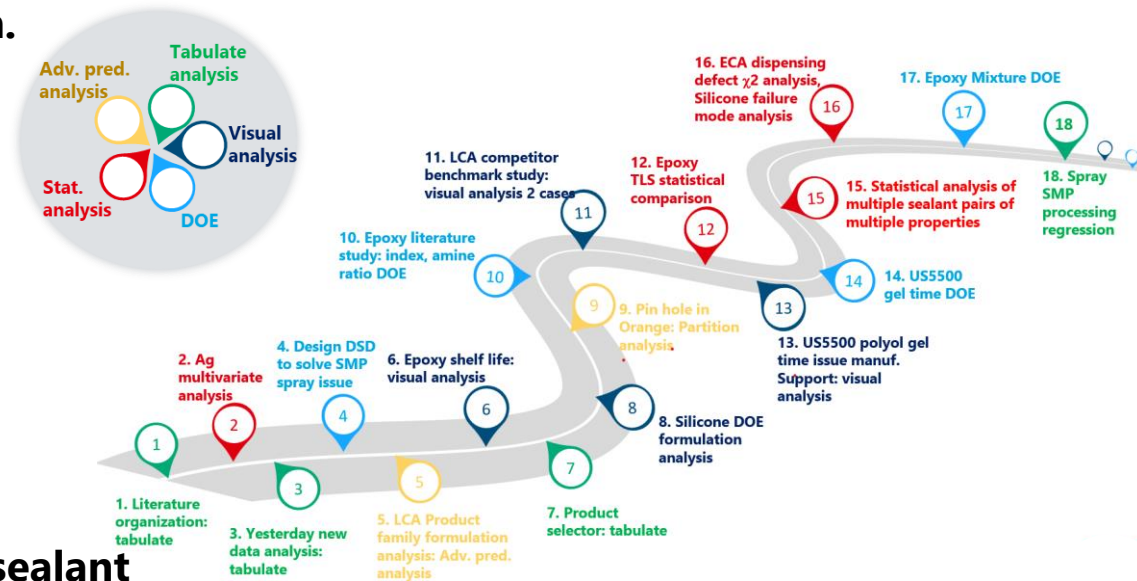 n.
Tabulate
analysis
Adv. pred.
analysis
Visual
analysis
Stat.
analysis
DOE
16. ECA dispensing
defect χ2 analysis,
Silicone failure
mode analysis
16
17. Epoxy Mixture DOE
17
18
18. Spray
SMP
processing
regression
11. LCA competitor
benchmark study:
visual analysis 2 cases
11
12. Epoxy
TLS statistical
comparison
12
15
15. Statistical analysis of
multiple sealant pairs of
multiple properties
10. Epoxy literature
study: index, amine
ratio DOE
10
14
14. US5500
gel time DOE
9
9. Pin hole in
Orange: Partition
analysis
13
13. US5500 polyol gel
time issue manuf.
Support: visual
analysis
2. Ag
multivariate
analysis
2
4. Design DSD
to solve SMP
spray issue
4
6. Epoxy shelf life:
visual analysis
6
8
8. Silicone DOE
formulation
analysis
1
1. Literature
organization:
tabulate
3
3. Yesterday new
data analysis:
tabulate
5
5. LCA Product
family formulation
analysis: Adv. pred.
analysis
7
7. Product
selector: tabulate
sealant